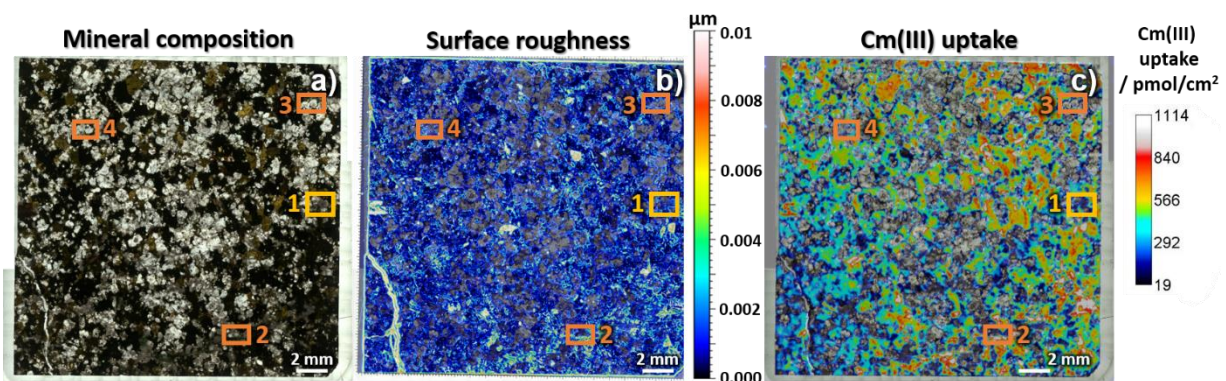 Mineral composition
a)
3
4
1
2
2 mm
Surface roughness
b)
3
4
1
2
2 mm
µm
0.01
0.008
0.006
0.004
0.002
0.000
Cm(III) uptake
c)
3
4
1
2
2 mm
Cm(III)
uptake
/ pmol/cm²
1114
840
566
292
19